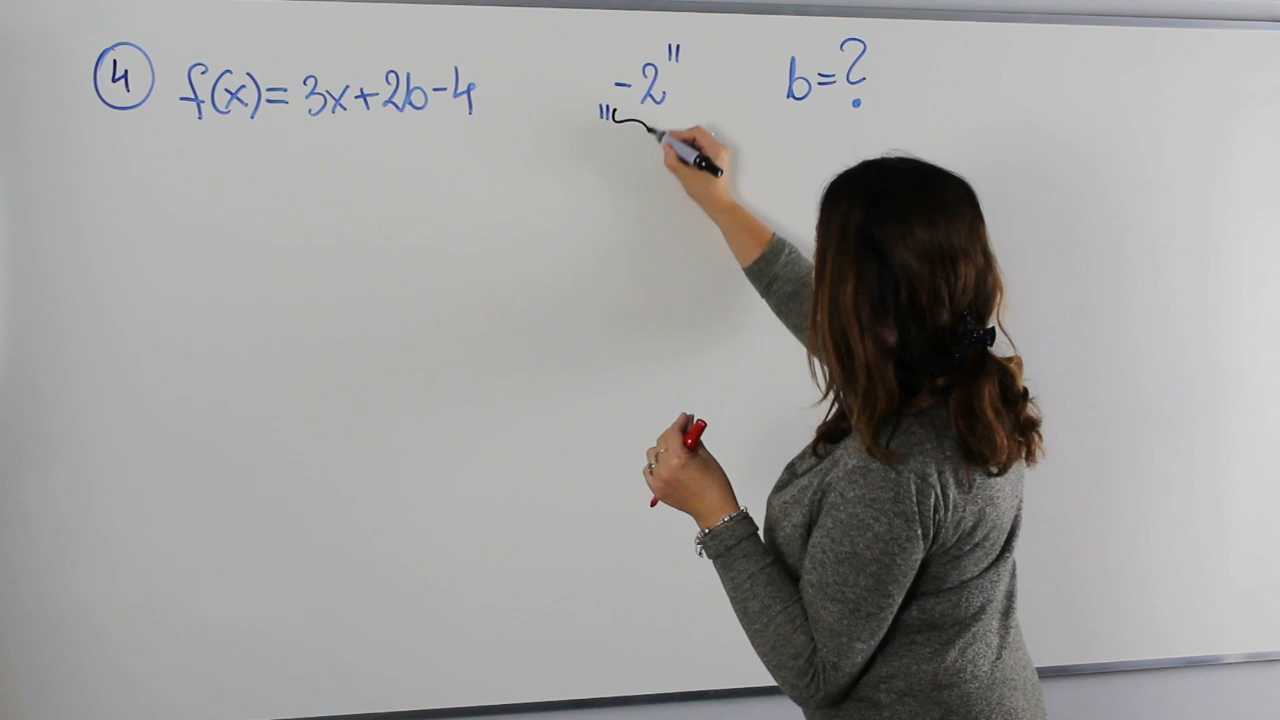 ④ f(x)= 3x+2b-4 „-2" b=?